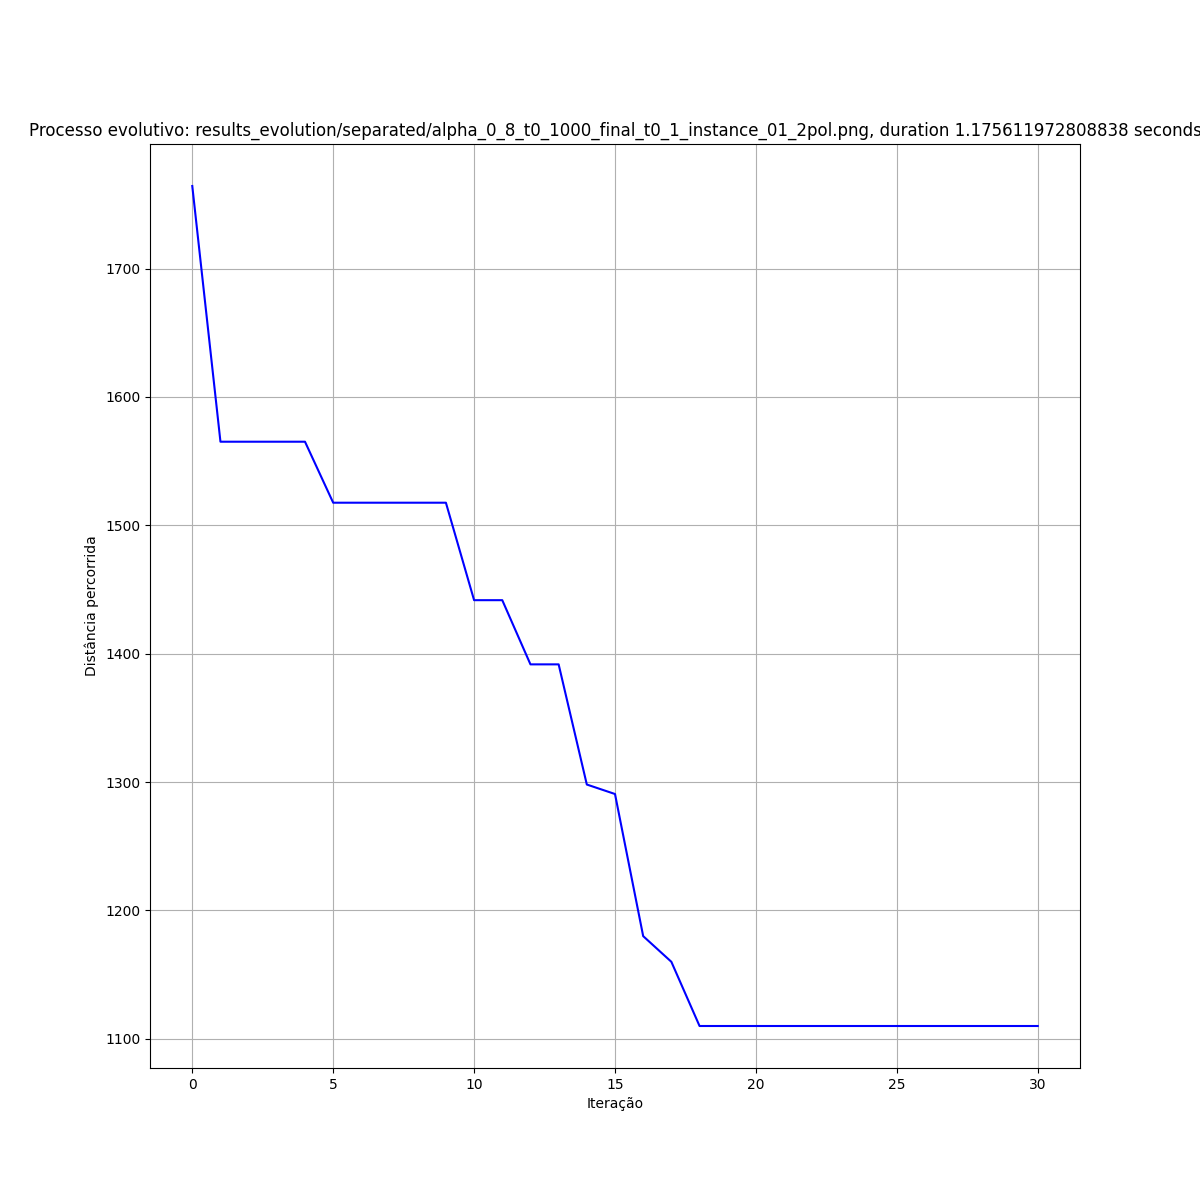 Processo evolutivo: results_evolution/separated/alpha_0_8_t0_1000_final_t0_1_instance_01_2pol.png, duration 1.175611972808838 seconds
1700
1600
1500
1400
1300
1200
1100
Distância percorrida
0 5 10 15 20 25 30
Iteração